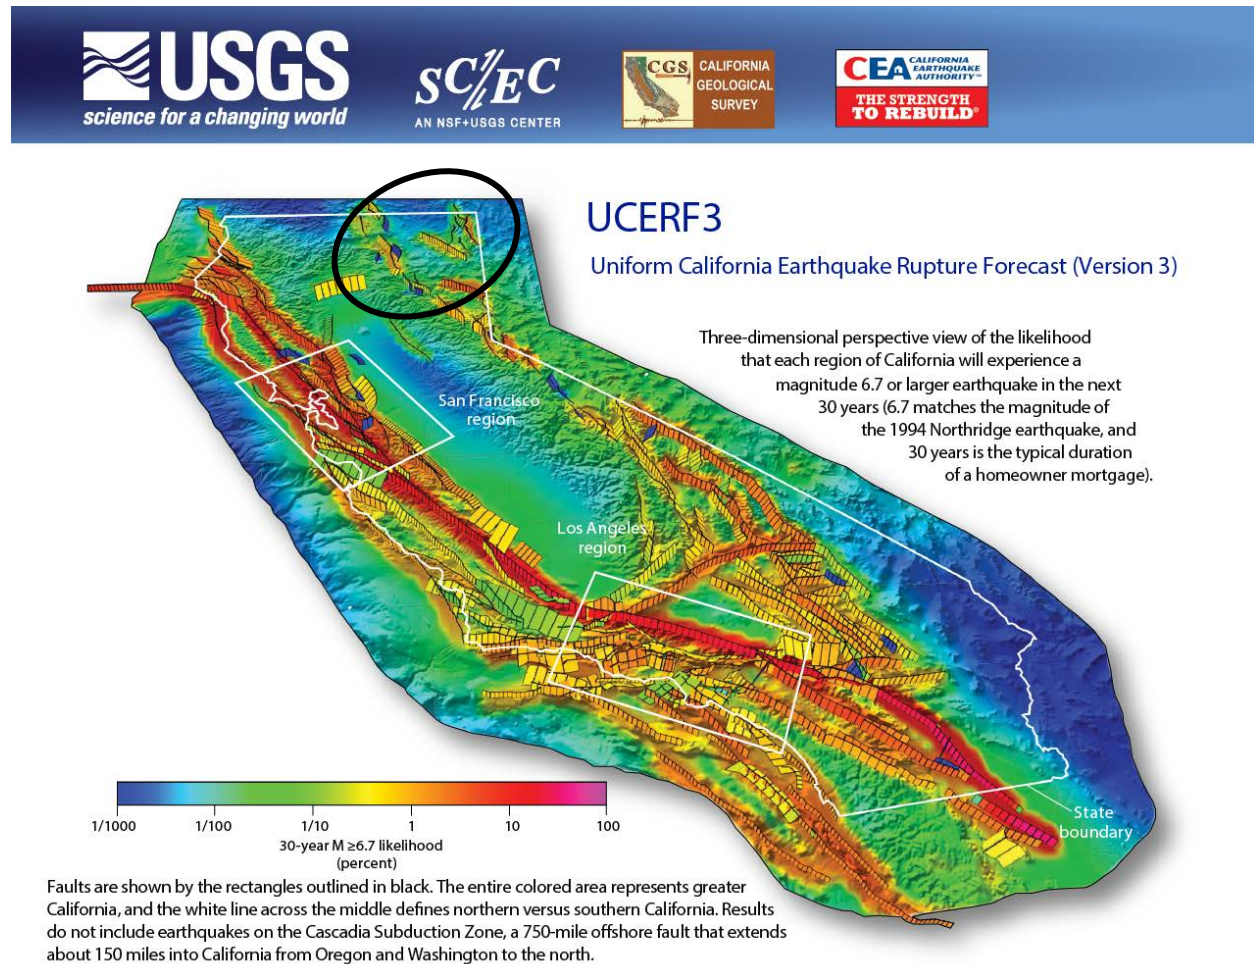 USGS
science for a changing world
SC/EC
AN NSF+USGS CENTER
CGS
CALIFORNIA
GEOLOGICAL
SURVEY
CEA CALIFORNIA
EARTHQUAKE
AUTHORITY™
THE STRENGTH
TO REBUILD®
UCERF3
Uniform California Earthquake Rupture Forecast (Version 3)
Three-dimensional perspective view of the likelihood
that each region of California will experience a
magnitude 6.7 or larger earthquake in the next
30 years (6.7 matches the magnitude of
the 1994 Northridge earthquake, and
30 years is the typical duration
of a homeowner mortgage).
San Francisco
region
Los Angeles
region
State
boundary
1/1000 1/100 1/10 1 10 100
30-year M ≥6.7 likelihood
(percent)
Faults are shown by the rectangles outlined in black. The entire colored area represents greater
California, and the white line across the middle defines northern versus southern California. Results
do not include earthquakes on the Cascadia Subduction Zone, a 750-mile offshore fault that extends
about 150 miles into California from Oregon and Washington to the north.